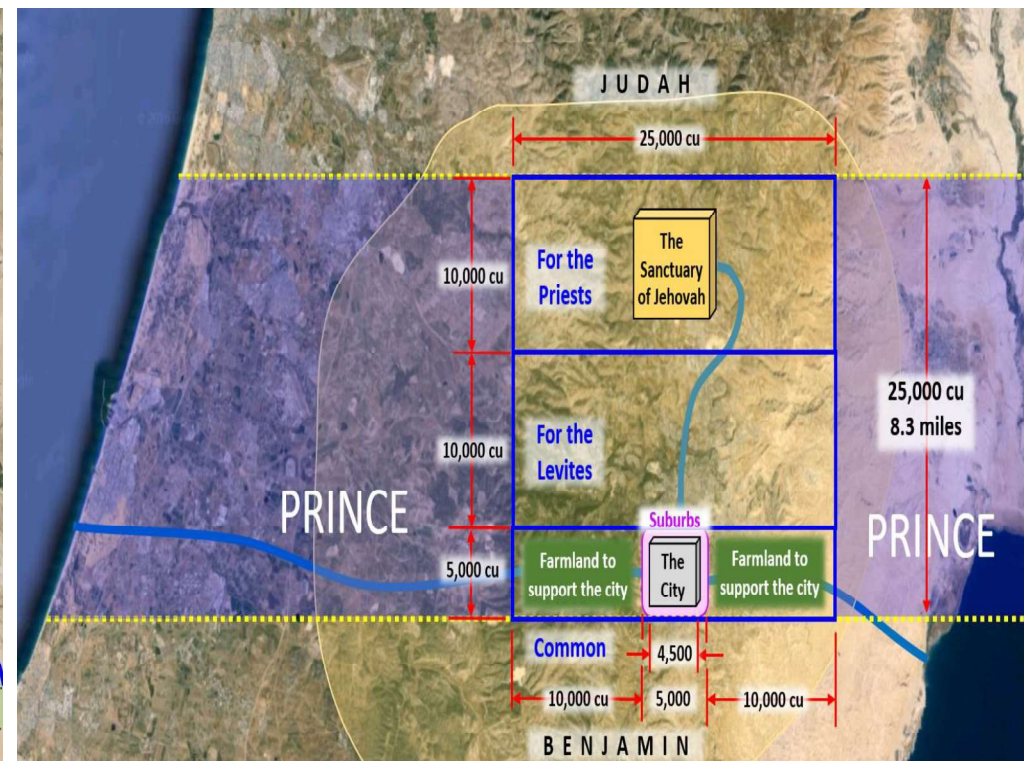 JUDAH
25,000 cu
The
Sanctuary
of Jehovah
For the
Priests
10,000 cu
25,000 cu
8.3 miles
For the
Levites
10,000 cu
PRINCE
PRINCE
Suburbs
5,000 cu
Farmland to
support the city
The
City
Farmland to
support the city
Common
4,500
10,000 cu
5,000
10,000 cu
BENJAMIN